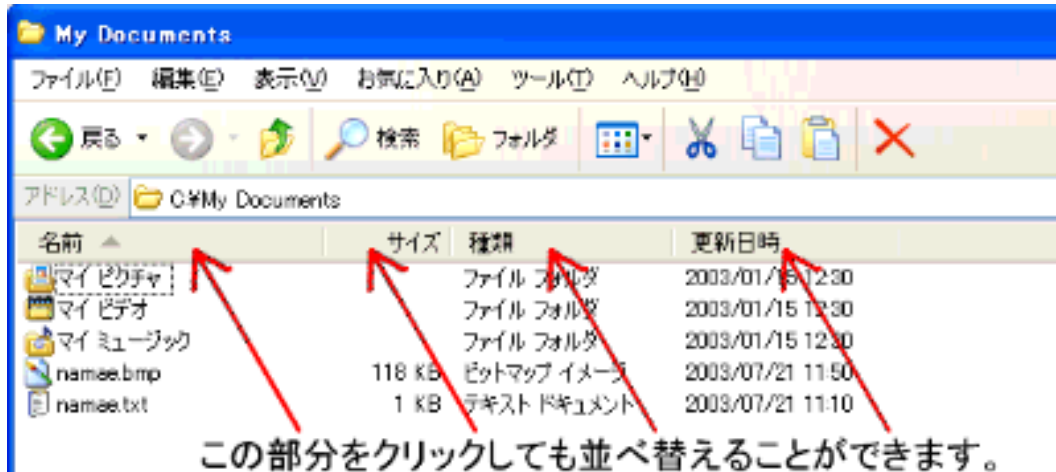 My Documents
ファイル(F) 編集(E) 表示(V) お気に入り(A) ツール(T) ヘルプ(H)
戻る 検索 フォルダ
アドレス(D) C¥My Documents
名前 サイズ 種類 更新日時
マイ ピクチャ ファイル フォルダ 2003/01/15 12:30
マイ ビデオ ファイル フォルダ 2003/01/15 12:30
マイ ミュージック ファイル フォルダ 2003/01/15 12:30
namae.bmp 118 KB ビットマップ イメージ 2003/07/21 11:50
namae.txt 1 KB テキスト ドキュメント 2003/07/21 11:10
この部分をクリックしても並べ替えることができます。